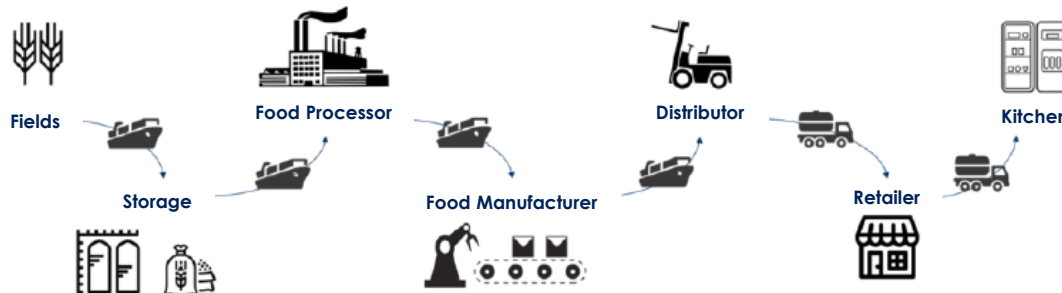 Fields
Storage
Food Processor
Food Manufacturer
Distributor
Retailer
Kitchen